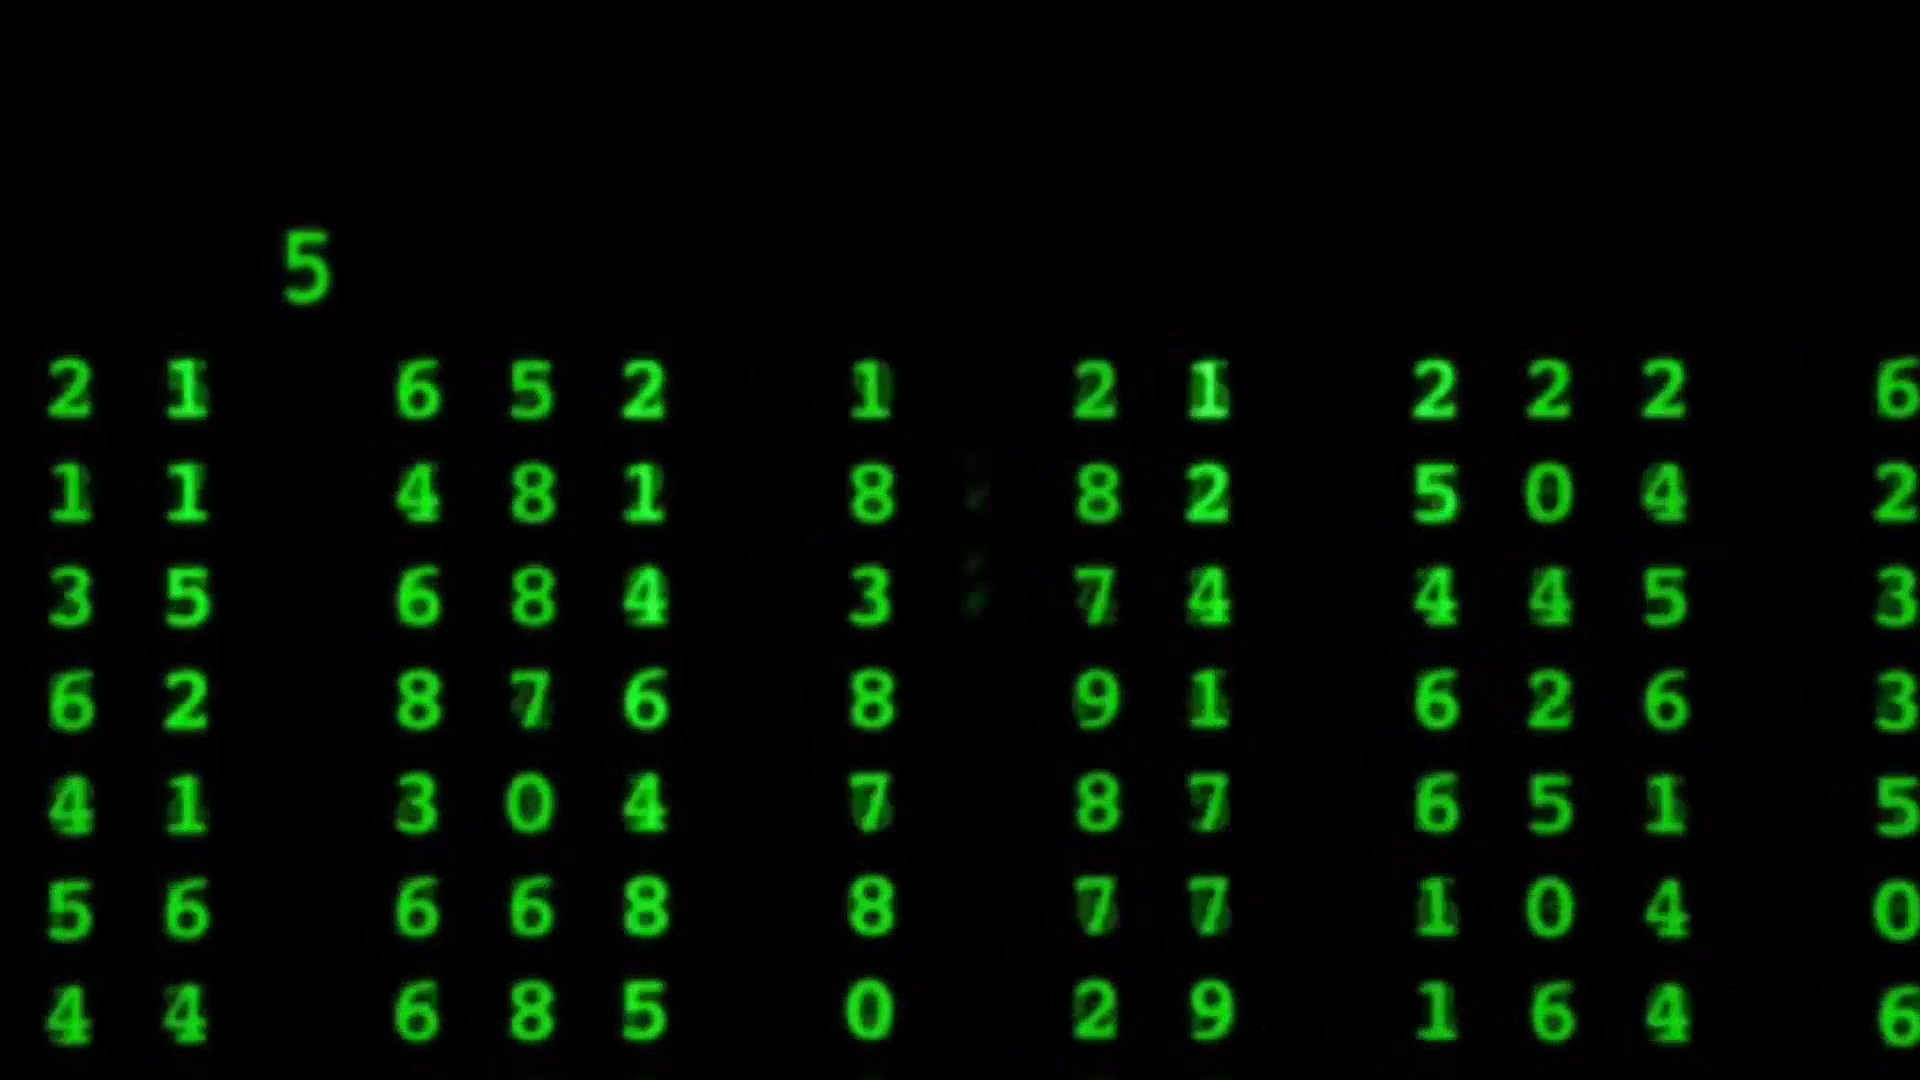 5
2 1 6 5 2 1 2 1 2 2 2 6
1 1 4 8 1 8 8 2 5 0 4 2
3 5 6 8 4 3 7 4 4 4 5 3
6 2 8 7 6 8 9 1 6 2 6 3
4 1 3 0 4 7 8 7 6 5 1 5
5 6 6 6 8 8 7 7 1 0 4 0
4 4 6 8 5 0 2 9 1 6 4 6